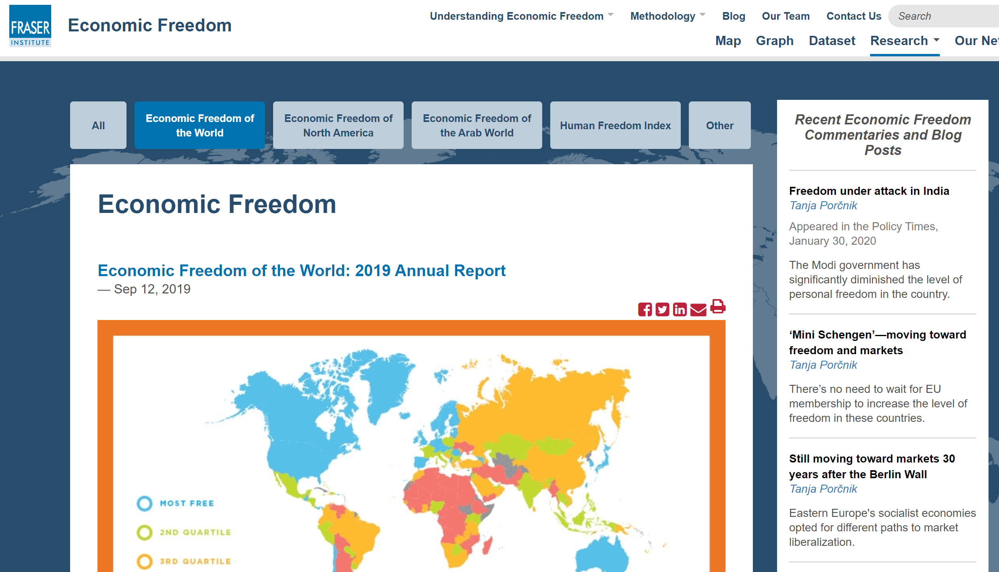 FRASER
INSTITUTE
Economic Freedom
Understanding Economic Freedom
Methodology
Blog
Our Team
Contact Us
Search
Map
Graph
Dataset
Research
Our
All
Economic Freedom of
the World
Economic Freedom of
North America
Economic Freedom of
the Arab World
Human Freedom Index
Other
Economic Freedom
Economic Freedom of the World: 2019 Annual Report
— Sep 12, 2019
MOST FREE
2ND QUARTILE
3RD QUARTILE
Recent Economic Freedom
Commentaries and Blog
Posts
Freedom under attack in India
Tanja Porčnik
Appeared in the Policy Times,
January 30, 2020
The Modi government has
significantly diminished the level of
personal freedom in the country.
‘Mini Schengen’—moving toward
freedom and markets
Tanja Porčnik
There’s no need to wait for EU
membership to increase the level of
freedom in these countries.
Still moving toward markets 30
years after the Berlin Wall
Tanja Porčnik
Eastern Europe's socialist economies
opted for different paths to market
liberalization.